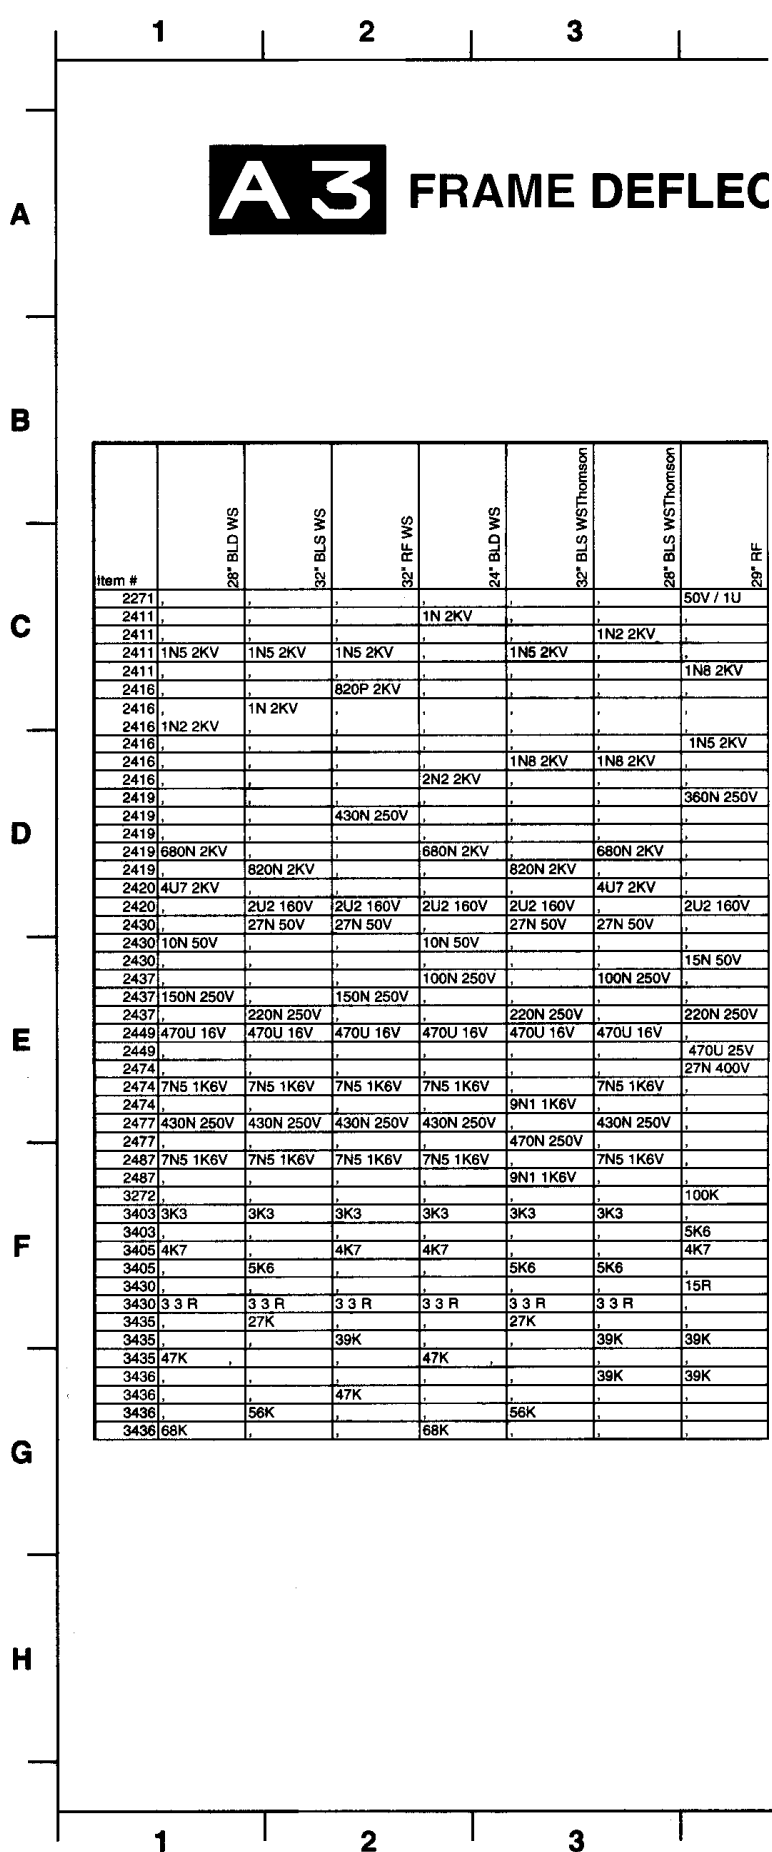 1 2 3
A 3 FRAME DEFLEC
A
B
C
D
E
F
G
H
Item # 28" BLD WS 32" BLS WS 32" RF WS 24" BLD WS 32" BLS WSThomson 28" BLS WSThomson 29" RF
2271 , , , , , , 50V / 1U
2411 , , , 1N 2KV , , ,
2411 , , , , , 1N2 2KV ,
2411 1N5 2KV 1N5 2KV 1N5 2KV , 1N5 2KV , ,
2411 , , , , , , 1N8 2KV
2416 , , 820P 2KV , , , ,
2416 , 1N 2KV , , , , ,
2416 1N2 2KV , , , , , ,
2416 , , , , , , 1N5 2KV
2416 , , , , 1N8 2KV 1N8 2KV ,
2416 , , , 2N2 2KV , , ,
2419 , , , , , , 360N 250V
2419 , , 430N 250V , , , ,
2419 , , , , , , ,
2419 680N 2KV , , 680N 2KV , 680N 2KV ,
2419 , 820N 2KV , , 820N 2KV , ,
2420 4U7 2KV , , , , 4U7 2KV ,
2420 , 2U2 160V 2U2 160V 2U2 160V 2U2 160V , 2U2 160V
2430 , 27N 50V 27N 50V , 27N 50V 27N 50V ,
2430 10N 50V , , 10N 50V , , ,
2430 , , , , , , 15N 50V
2437 , , , 100N 250V , 100N 250V ,
2437 150N 250V , 150N 250V , , , ,
2437 , 220N 250V , , 220N 250V , 220N 250V
2449 470U 16V 470U 16V 470U 16V 470U 16V 470U 16V 470U 16V ,
2449 , , , , , , 470U 25V
2474 , , , , , , 27N 400V
2474 7N5 1K6V 7N5 1K6V 7N5 1K6V 7N5 1K6V , 7N5 1K6V ,
2474 , , , , 9N1 1K6V , ,
2477 430N 250V 430N 250V 430N 250V 430N 250V , 430N 250V ,
2477 , , , , 470N 250V , ,
2487 7N5 1K6V 7N5 1K6V 7N5 1K6V 7N5 1K6V , 7N5 1K6V ,
2487 , , , , 9N1 1K6V , ,
3272 , , , , , , 100K
3403 3K3 3K3 3K3 3K3 3K3 3K3 ,
3403 , , , , , , 5K6
3405 4K7 , 4K7 4K7 , , 4K7
3405 , 5K6 , , 5K6 5K6 ,
3430 , , , , , , 15R
3430 3 3 R 3 3 R 3 3 R 3 3 R 3 3 R 3 3 R ,
3435 , 27K , , 27K , ,
3435 , , 39K , , 39K 39K
3435 47K , , , 47K , , , ,
3436 , , , , , 39K 39K
3436 , , 47K , , , ,
3436 , 56K , , 56K , ,
3436 68K , , 68K , , ,
1 2 3